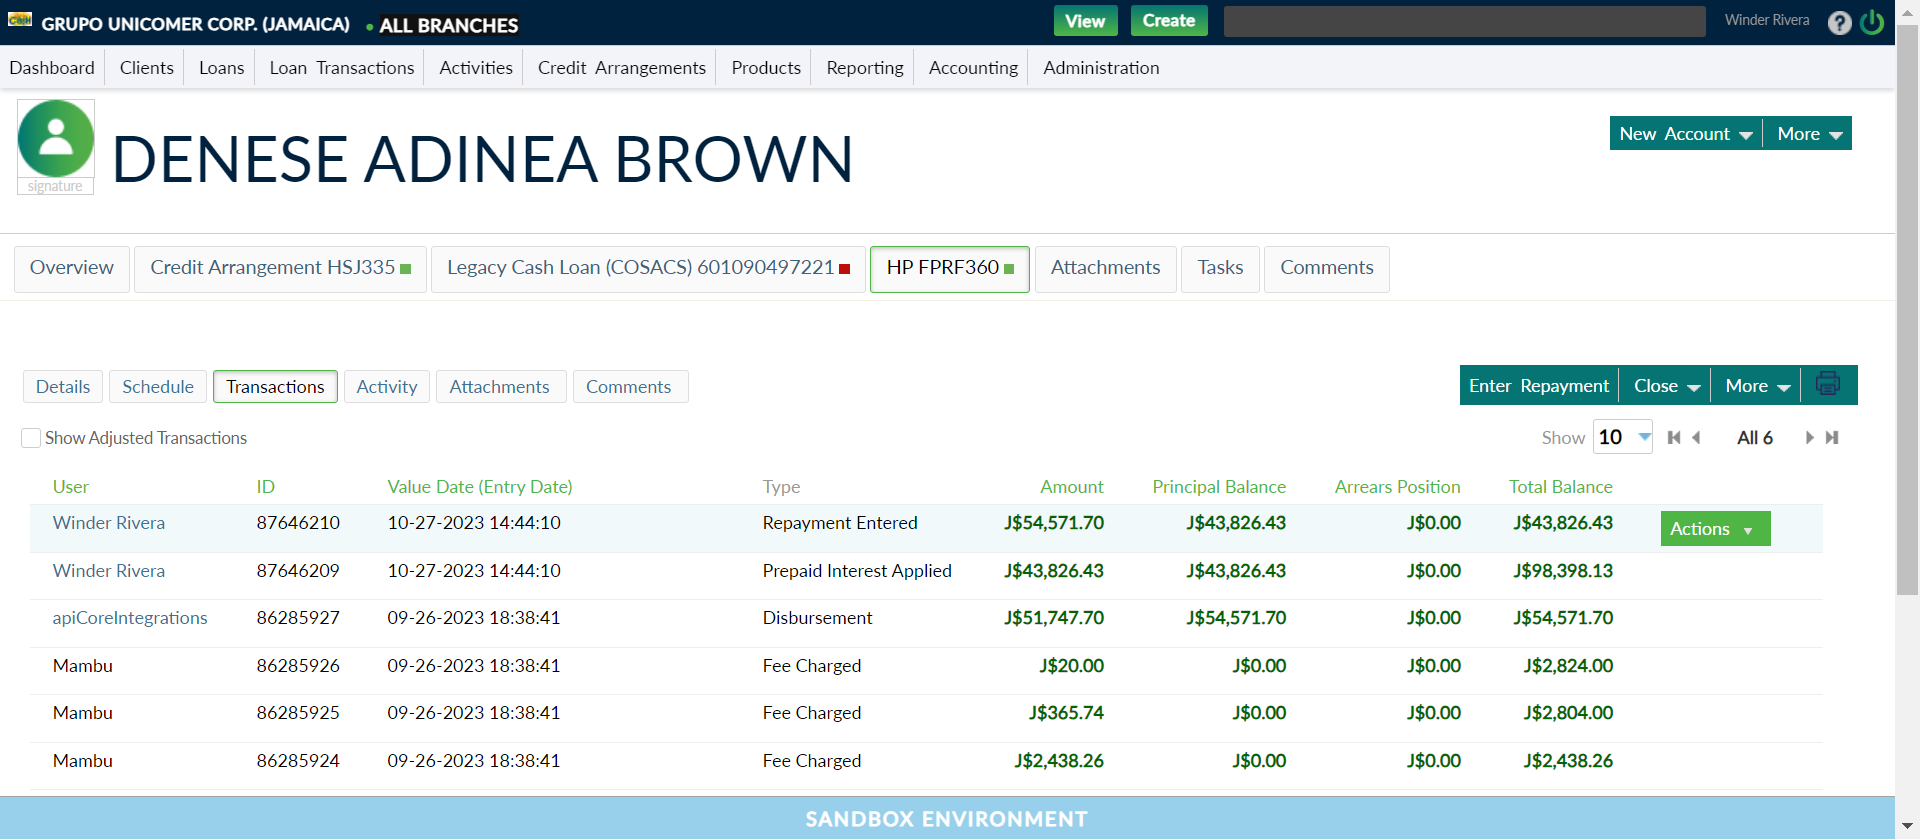 Cash GRUPO UNICOMER CORP. (JAMAICA) • ALL BRANCHES View Create Winder Rivera ?
Dashboard Clients Loans Loan Transactions Activities Credit Arrangements Products Reporting Accounting Administration
DENESE ADINEA BROWN New Account More
signature
Overview Credit Arrangement HSJ335 Legacy Cash Loan (COSACS) 601090497221 HP FPRF360 Attachments Tasks Comments
Details Schedule Transactions Activity Attachments Comments Enter Repayment Close More
Show Adjusted Transactions Show 10 All 6
User ID Value Date (Entry Date) Type Amount Principal Balance Arrears Position Total Balance
Winder Rivera 87646210 10-27-2023 14:44:10 Repayment Entered J$54,571.70 J$43,826.43 J$0.00 J$43,826.43 Actions
Winder Rivera 87646209 10-27-2023 14:44:10 Prepaid Interest Applied J$43,826.43 J$43,826.43 J$0.00 J$98,398.13
apiCoreIntegrations 86285927 09-26-2023 18:38:41 Disbursement J$51,747.70 J$54,571.70 J$0.00 J$54,571.70
Mambu 86285926 09-26-2023 18:38:41 Fee Charged J$20.00 J$0.00 J$0.00 J$2,824.00
Mambu 86285925 09-26-2023 18:38:41 Fee Charged J$365.74 J$0.00 J$0.00 J$2,804.00
Mambu 86285924 09-26-2023 18:38:41 Fee Charged J$2,438.26 J$0.00 J$0.00 J$2,438.26
SANDBOX ENVIRONMENT